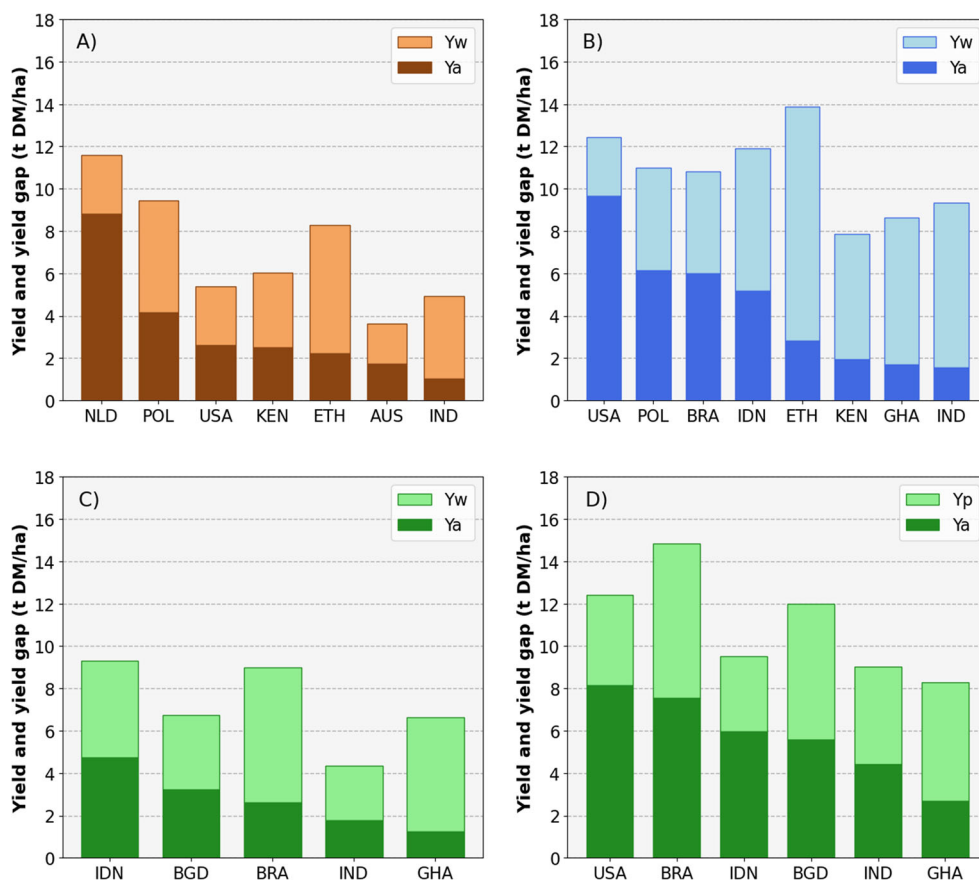 A)
Yw
Ya
Yield and yield gap (t DM/ha)
18
16
14
12
10
8
6
4
2
0
NLD POL USA KEN ETH AUS IND
B)
Yw
Ya
Yield and yield gap (t DM/ha)
18
16
14
12
10
8
6
4
2
0
USA POL BRA IDN ETH KEN GHA IND
C)
Yw
Ya
Yield and yield gap (t DM/ha)
18
16
14
12
10
8
6
4
2
0
IDN BGD BRA IND GHA
D)
Yp
Ya
Yield and yield gap (t DM/ha)
18
16
14
12
10
8
6
4
2
0
USA BRA IDN BGD IND GHA